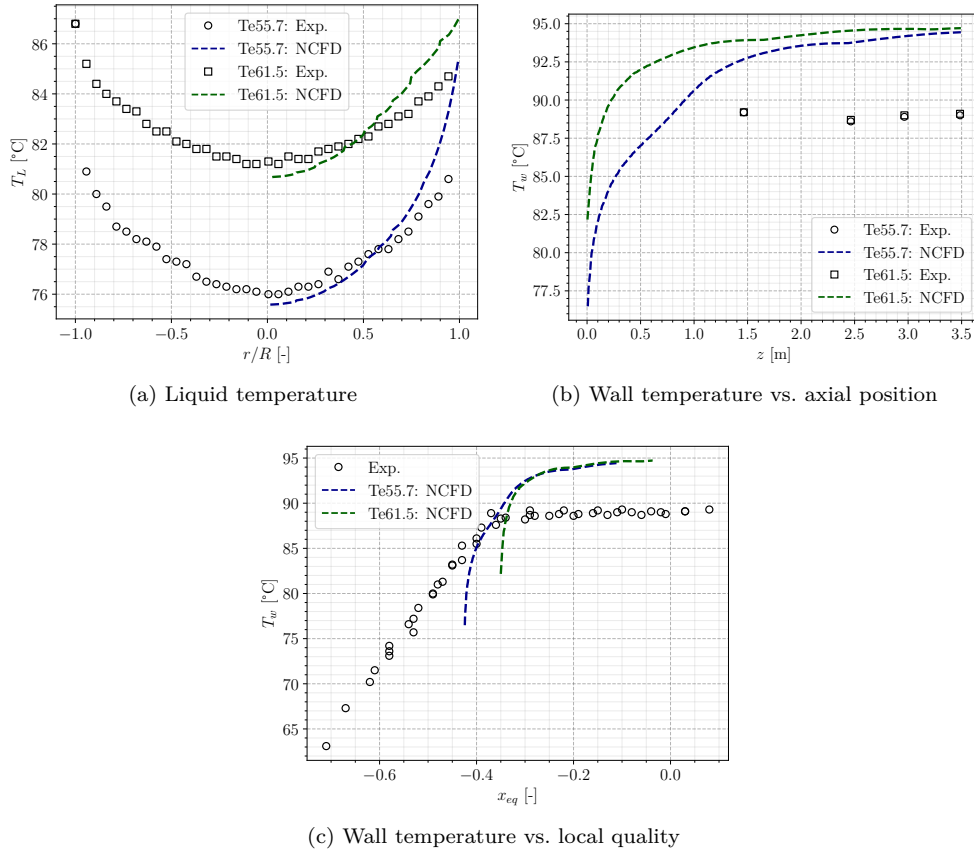 86
84
82
80
78
76
T_L [°C]
Te55.7: Exp.
Te55.7: NCFD
Te61.5: Exp.
Te61.5: NCFD
−1.0 −0.5 0.0 0.5 1.0
r/R [-]
(a) Liquid temperature
95.0
92.5
90.0
87.5
85.0
82.5
80.0
77.5
T_w [°C]
Te55.7: Exp.
Te55.7: NCFD
Te61.5: Exp.
Te61.5: NCFD
0.0 0.5 1.0 1.5 2.0 2.5 3.0 3.5
z [m]
(b) Wall temperature vs. axial position
95
90
85
80
75
70
65
T_w [°C]
Exp.
Te55.7: NCFD
Te61.5: NCFD
−0.6 −0.4 −0.2 0.0
x_{eq} [-]
(c) Wall temperature vs. local quality